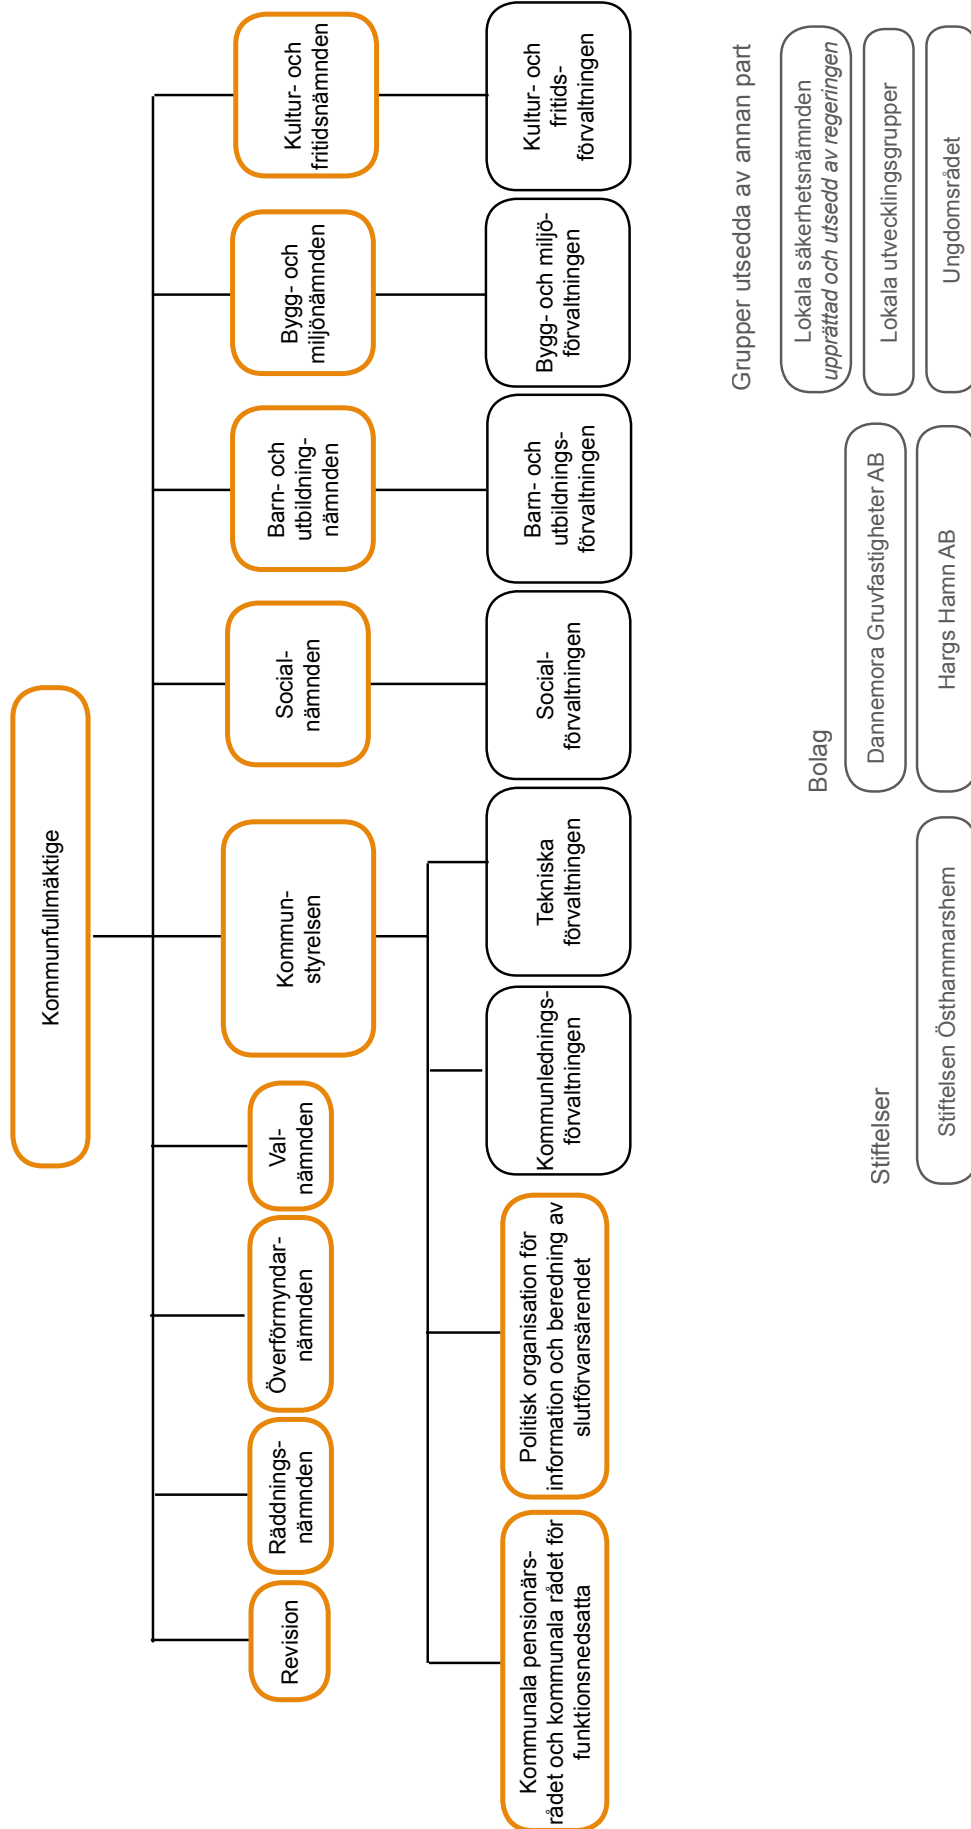 Kommunfullmäktige
Revision
Räddnings-
nämnden
Överförmyndar-
nämnden
Val-
nämnden
Kommun-
styrelsen
Social-
nämnden
Barn- och
utbildning-
nämnden
Bygg- och
miljönämnden
Kultur- och
fritidsnämnden
Kommunala pensionärs-
rådet och kommunala rådet för
funktionsnedsatta
Politisk organisation för
information och beredning av
slutförvarsärendet
Kommunlednings-
förvaltningen
Tekniska
förvaltningen
Social-
förvaltningen
Barn- och
utbildnings-
förvaltningen
Bygg- och miljö-
förvaltningen
Kultur- och
fritids-
förvaltningen
Stiftelser
Stiftelsen Östhammarshem
Bolag
Dannemora Gruvfastigheter AB
Hargs Hamn AB
Grupper utsedda av annan part
Lokala säkerhetsnämnden
upprättad och utsedd av regeringen
Lokala utvecklingsgrupper
Ungdomsrådet